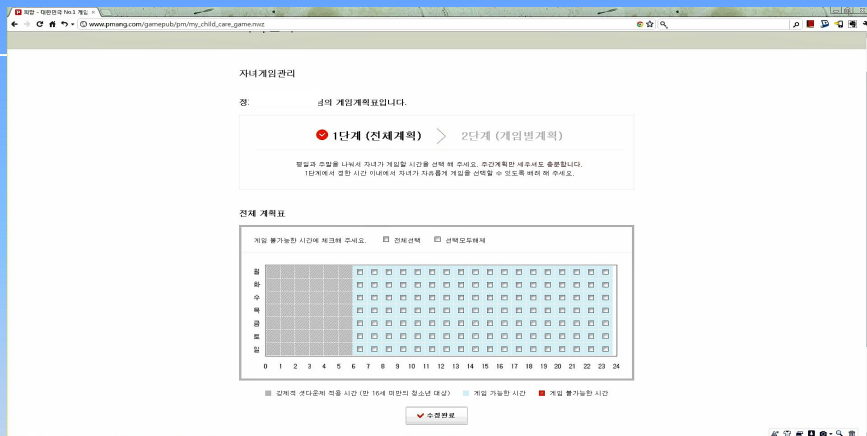 피망 - 대한민국 No.1 게임
www.pmang.com/gamepub/pm/my_child_care_game.nwz
자녀게임관리
정
님의 게임계획표입니다.
1단계 (전체계획)
2단계 (게임별계획)
평일과 주말을 나눠서 자녀가 게임할 시간을 선택 해 주세요. 주간계획만 세우셔도 충분합니다.
1단계에서 정한 시간 이내에서 자녀가 자유롭게 게임을 선택할 수 있도록 배려 해 주세요.
전체 계획표
게임 불가능한 시간에 체크해 주세요. 전체선택 선택모두해제
월
화
수
목
금
토
일
0 1 2 3 4 5 6 7 8 9 10 11 12 13 14 15 16 17 18 19 20 21 22 23 24
강제적 셧다운제 적용 시간 (만 16세 미만의 청소년 대상) 게임 가능한 시간 게임 불가능한 시간
수정완료